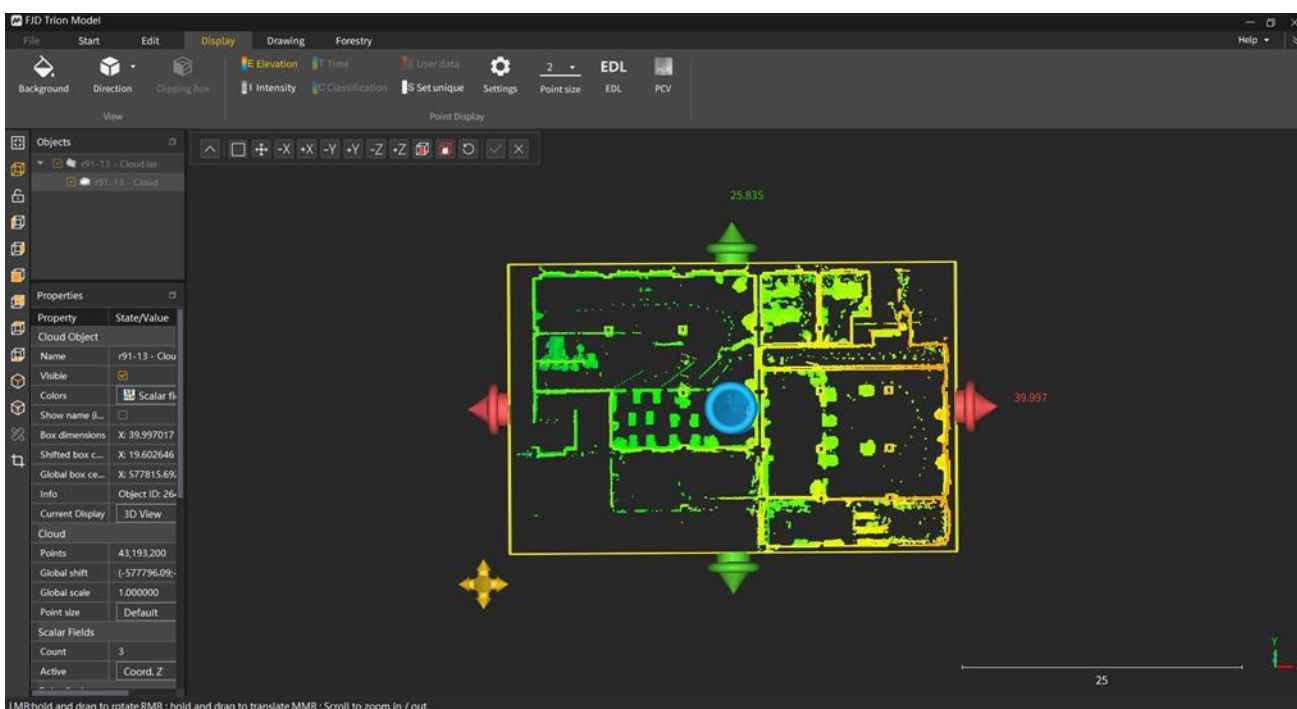 FJD Trion Model
File Start Edit Display Drawing Forestry
Help
E Elevation T Time User data
2
EDL
I Intensity C Classification S Set unique
Background Direction Clipping Box
Settings Point size EDL PCV
View
Point Display
Objects
-X +X -Y +Y -Z +Z
r91-13 - Cloud.las
r91-13 - Cloud
25.835
Properties
Property State/Value
Cloud Object
Name r91-13 - Clou
Visible
Colors Scalar fi
39.997
Show name (i...
Box dimensions X: 39.997017
Shifted box c... X: 19.602646
Global box ce... X: 577815.69
Info Object ID: 26
Current Display 3D View
Cloud
Points 43,193,200
Global shift (-577796.09;-
Global scale 1.000000
Point size Default
Scalar Fields
Count 3
Y
Active Coord. Z
25
LMB:hold and drag to rotate.RMB : hold and drag to translate.MMB : Scroll to zoom in / out.